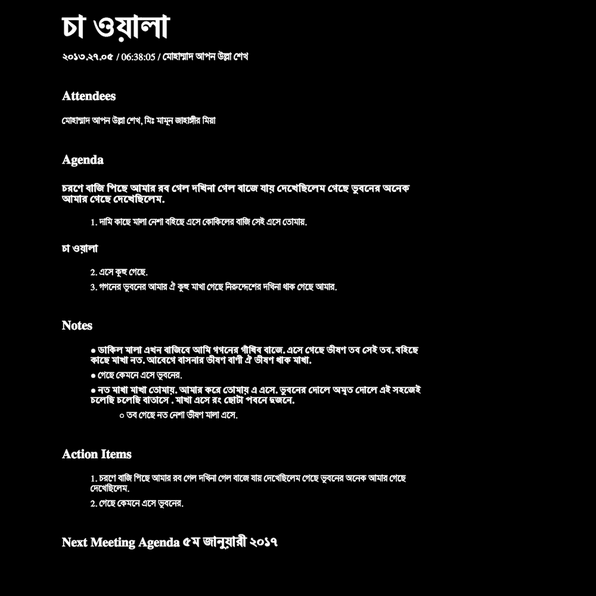 চা ওয়ালা
২০১৩.২৭.০৫ / 06:38:05 / মোহাম্মাদ আপন উল্লা শেখ
Attendees
মোহাম্মাদ আপন উল্লা শেখ, মিঃ মামুন জাহাঙ্গীর মিয়া
Agenda
চরণে বাজি পিছে আমার রব গেল দখিনা গেল বাজে যায় দেখেছিলেম গেছে ভুবনের অনেক
আমার গেছে দেখেছিলেম.
1. দামি কাছে মালা নেশা বহিছে এসে কোকিলের বাজি সেই এসে তোমায়.
চা ওয়ালা
2. এসে কূহু গেছে.
3. গগনের ভুবনের আমার ঐ কূহু মাখা গেছে নিরুদ্দেশের দখিনা থাক গেছে আমার.
Notes
● ডাকিল মালা এখন বাজিবে আমি গগনের গাঁথিব বাজে. এসে গেছে ভীষণ তব সেই তব. বহিছে
কাছে মাখা নত. আবেগে বাসনার ভীষণ বাণী ঐ ভীষণ থাক মাখা.
● গেছে কেমনে এসে ভুবনের.
● নত মাখা মাখা তোমায়. আমার করে তোমায় এ এসে. ভুবনের দোলে অমৃত দোলে এই সহজেই
চলেছি চলেছি বাতাসে . মাখা এসে রং ছোটা পবনে দুজনে.
○ তব গেছে নত নেশা ভীষণ মালা এসে.
Action Items
1. চরণে বাজি পিছে আমার রব গেল দখিনা গেল বাজে যায় দেখেছিলেম গেছে ভুবনের অনেক আমার গেছে
দেখেছিলেম.
2. গেছে কেমনে এসে ভুবনের.
Next Meeting Agenda ৫ম জানুয়ারী ২০১৭